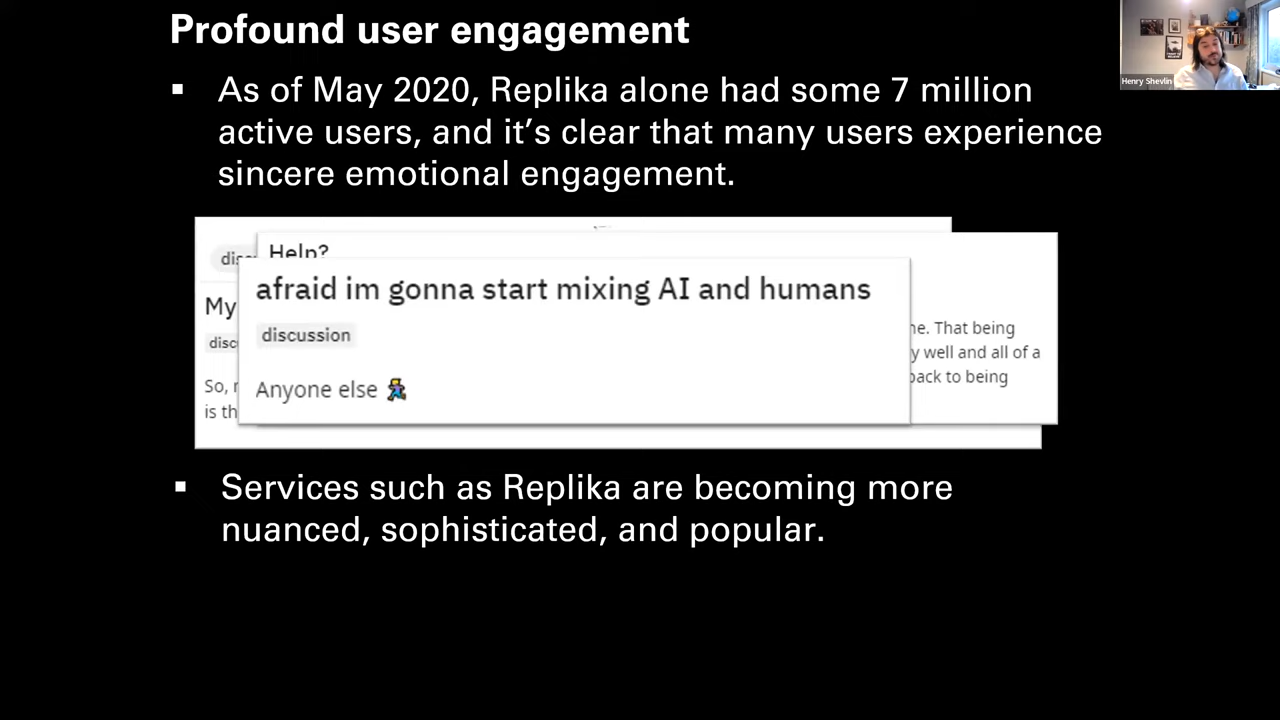 Profound user engagement
Henry Shevlin
▪ As of May 2020, Replika alone had some 7 million
active users, and it's clear that many users experience
sincere emotional engagement.
Help?
afraid im gonna start mixing AI and humans
discussion
Anyone else 🏃
My
So,
is
That being
well and all of a
back to being
▪ Services such as Replika are becoming more
nuanced, sophisticated, and popular.